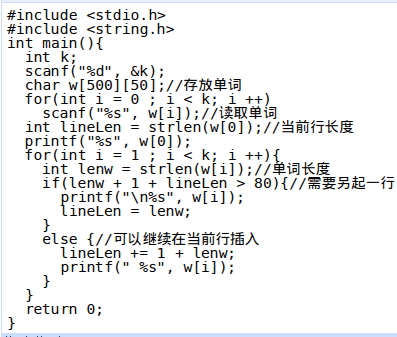 #include <stdio.h>
#include <string.h>
int main(){
  int k;
  scanf("%d", &k);
  char w[500][50];//存放单词
  for(int i = 0 ; i < k; i ++)
    scanf("%s", w[i]);//读取单词
  int lineLen = strlen(w[0]);//当前行长度
  printf("%s", w[0]);
  for(int i = 1 ; i < k; i ++){
    int lenw = strlen(w[i]);//单词长度
    if(lenw + 1 + lineLen > 80){//需要另起一行
      printf("\n%s", w[i]);
      lineLen = lenw;
    }
    else {//可以继续在当前行插入
      lineLen += 1 + lenw;
      printf(" %s", w[i]);
    }
  }
  return 0;
}